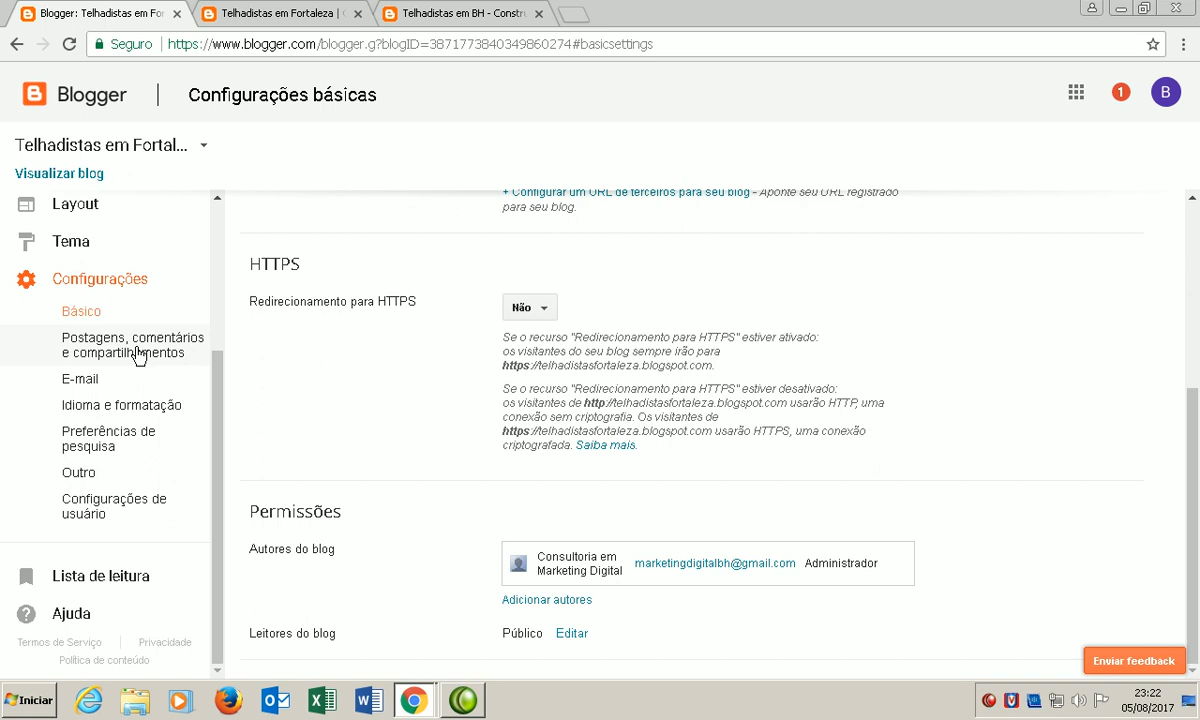 Blogger: Telhadistas em For
Telhadistas em Fortaleza | C
Telhadistas em BH - Constru
Seguro
https://www.blogger.com/blogger.g?blogID=3871773840349860274#basicsettings
Blogger
Configurações básicas
1
B
Telhadistas em Fortal...
Visualizar blog
Layout
Tema
Configurações
Básico
Postagens, comentários
e compartilhamentos
E-mail
Idioma e formatação
Preferências de
pesquisa
Outro
Configurações de
usuário
Lista de leitura
Ajuda
Termos de Serviço
Privacidade
Política de conteúdo
+ Configurar um URL de terceiros para seu blog - Aponte seu URL registrado
para seu blog.
HTTPS
Redirecionamento para HTTPS
Não
Se o recurso "Redirecionamento para HTTPS" estiver ativado:
os visitantes do seu blog sempre irão para
https://telhadistasfortaleza.blogspot.com.
Se o recurso "Redirecionamento para HTTPS" estiver desativado:
os visitantes de http://telhadistasfortaleza.blogspot.com usarão HTTP, uma
conexão sem criptografia. Os visitantes de
https://telhadistasfortaleza.blogspot.com usarão HTTPS, uma conexão
criptografada. Saiba mais.
Permissões
Autores do blog
Consultoria em
Marketing Digital
marketingdigitalbh@gmail.com
Administrador
Adicionar autores
Leitores do blog
Público
Editar
Enviar feedback
Iniciar
23:22
05/08/2017